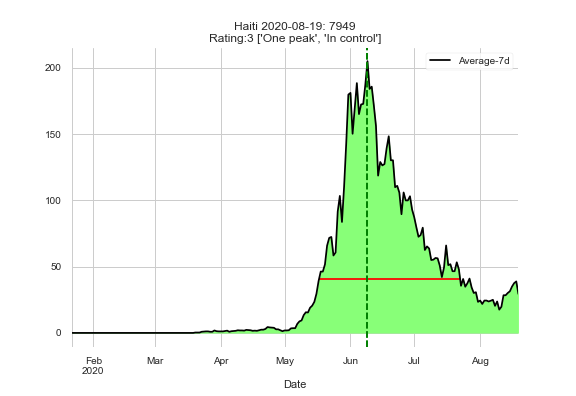 Haiti 2020-08-19: 7949
Rating:3 ['One peak', 'In control']
Average-7d
200
150
100
50
0
Feb Mar Apr May Jun Jul Aug
2020
Date